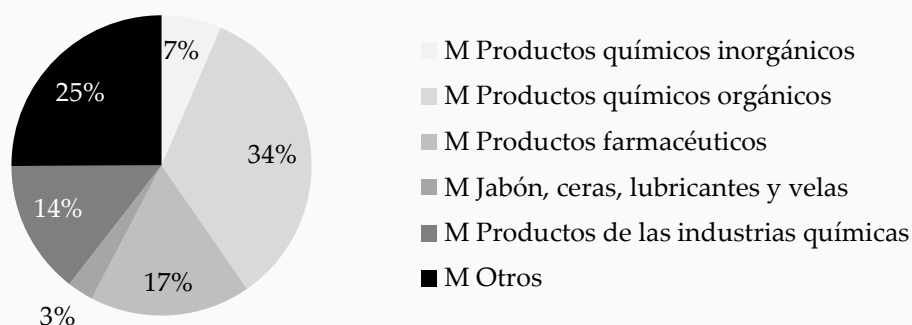 7%
34%
17%
3%
14%
25%
M Productos químicos inorgánicos
M Productos químicos orgánicos
M Productos farmacéuticos
M Jabón, ceras, lubricantes y velas
M Productos de las industrias químicas
M Otros